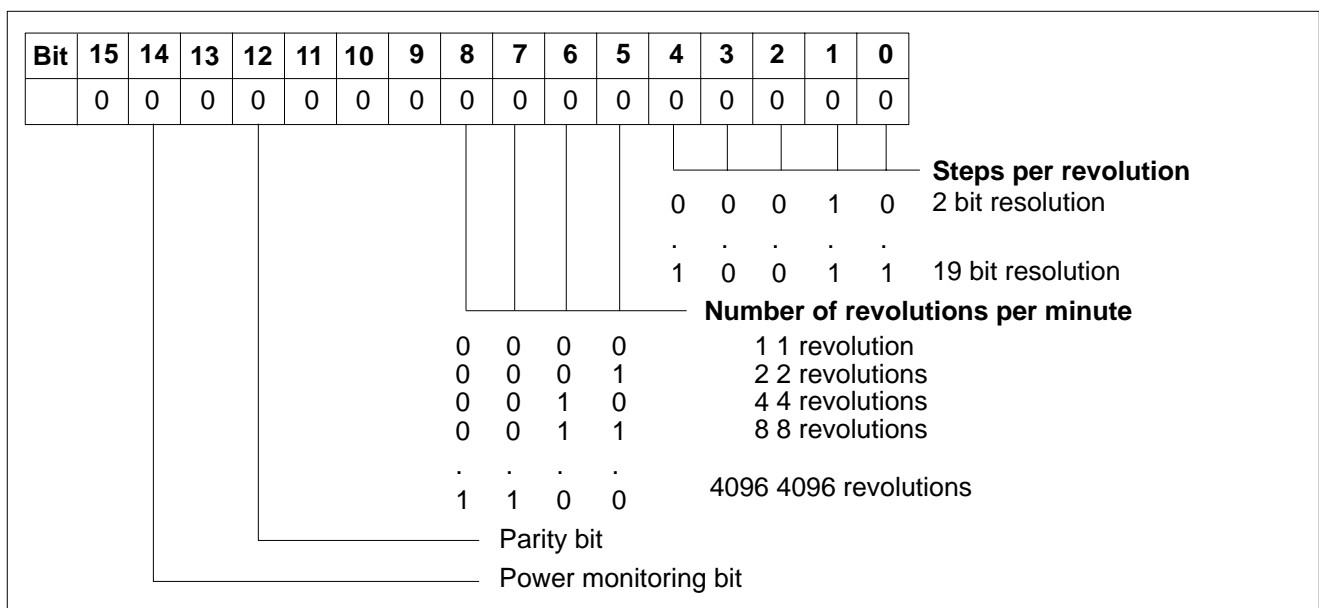 Bit 15 14 13 12 11 10 9 8 7 6 5 4 3 2 1 0
0 0 0 0 0 0 0 0 0 0 0 0 0 0 0 0
Steps per revolution
0 0 0 1 0 2 bit resolution
. . . . .
1 0 0 1 1 19 bit resolution
Number of revolutions per minute
0 0 0 0 1 1 revolution
0 0 0 1 2 2 revolutions
0 0 1 0 4 4 revolutions
0 0 1 1 8 8 revolutions
. . . .
1 1 0 0 4096 4096 revolutions
Parity bit
Power monitoring bit